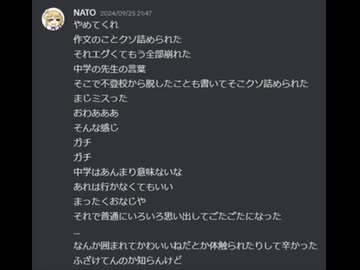 NATO 2024/09/25 21:47
やめてくれ
作文のことクソ詰められた
それエグくてもう全部崩れた
中学の先生の言葉
そこで不登校から脱したことも書いてそこクソ詰められた
まじミスった
おわあああ
そんな感じ
ガチ
ガチ
中学はあんまり意味ないな
あれは行かなくてもいい
まったくおなじや
それで普通にいろいろ思い出してごたごたになった
...
なんか囲まれてかわいいねだとか体触られたりして辛かった
ふざけてんのか知らんけど